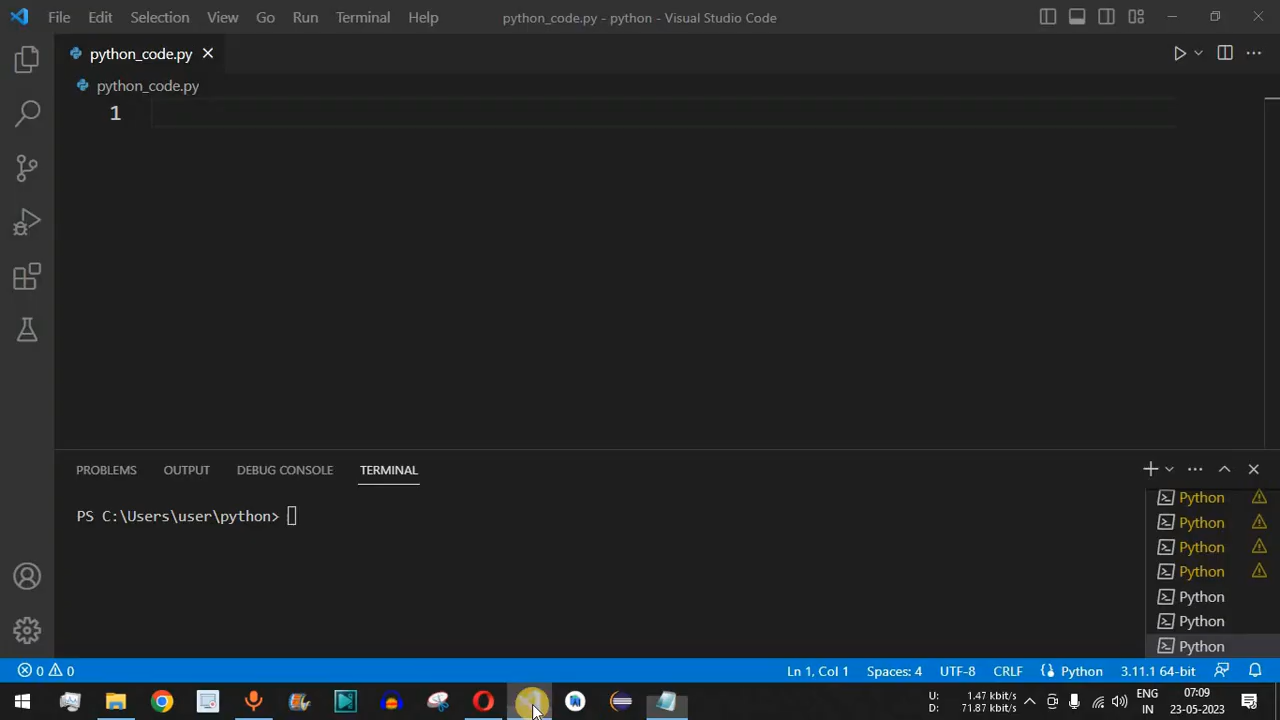 File Edit Selection View Go Run Terminal Help python_code.py - python - Visual Studio Code
python_code.py
python_code.py
1
PROBLEMS OUTPUT DEBUG CONSOLE TERMINAL
PS C:\Users\user\python>
Python
Python
Python
Python
Python
Python
Python
0 0 Ln 1, Col 1 Spaces: 4 UTF-8 CRLF Python 3.11.1 64-bit
U: 1.47 kbit/s
D: 71.87 kbit/s
ENG
IN
07:09
23-05-2023